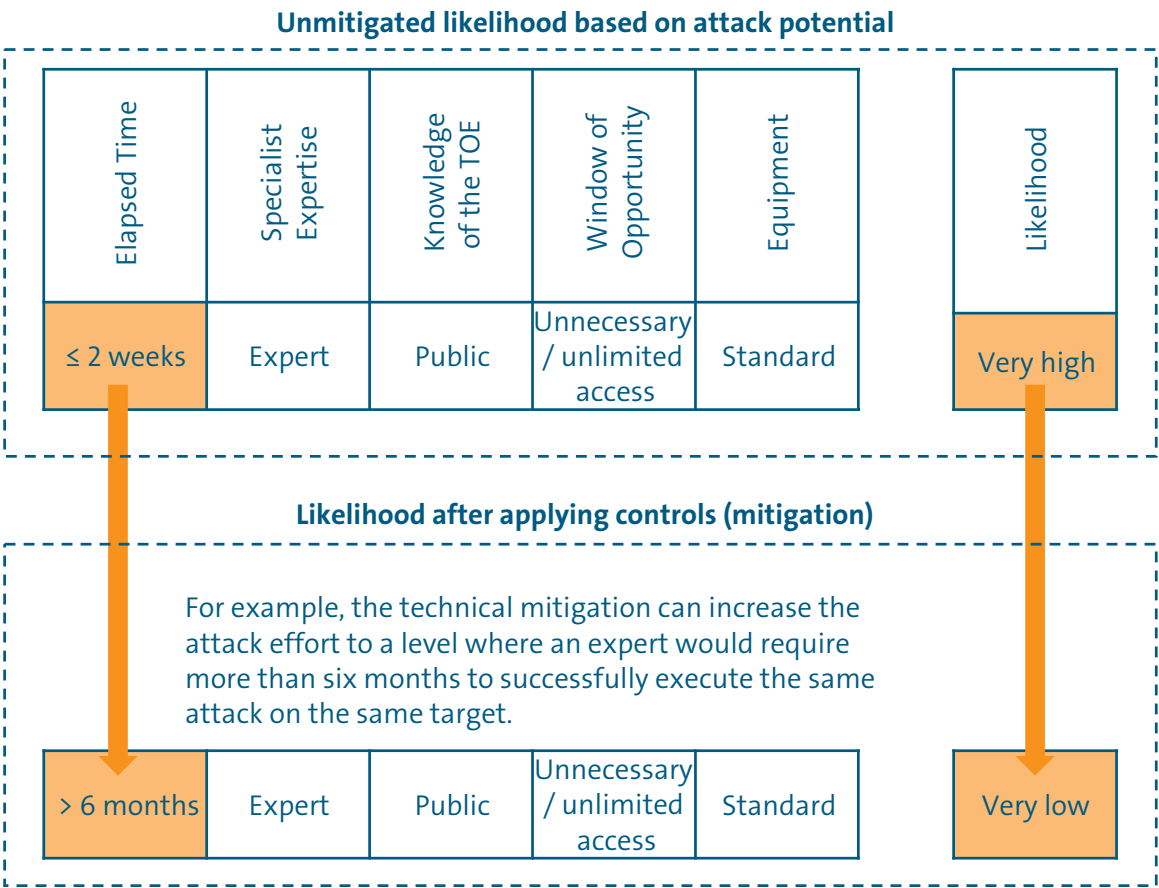 Unmitigated likelihood based on attack potential
Elapsed Time
Specialist
Expertise
Knowledge
of the TOE
Window of
Opportunity
Equipment
Likelihood
≤ 2 weeks
Expert
Public
Unnecessary
/ unlimited
access
Standard
Very high
Likelihood after applying controls (mitigation)
For example, the technical mitigation can increase the
attack effort to a level where an expert would require
more than six months to successfully execute the same
attack on the same target.
> 6 months
Expert
Public
Unnecessary
/ unlimited
access
Standard
Very low